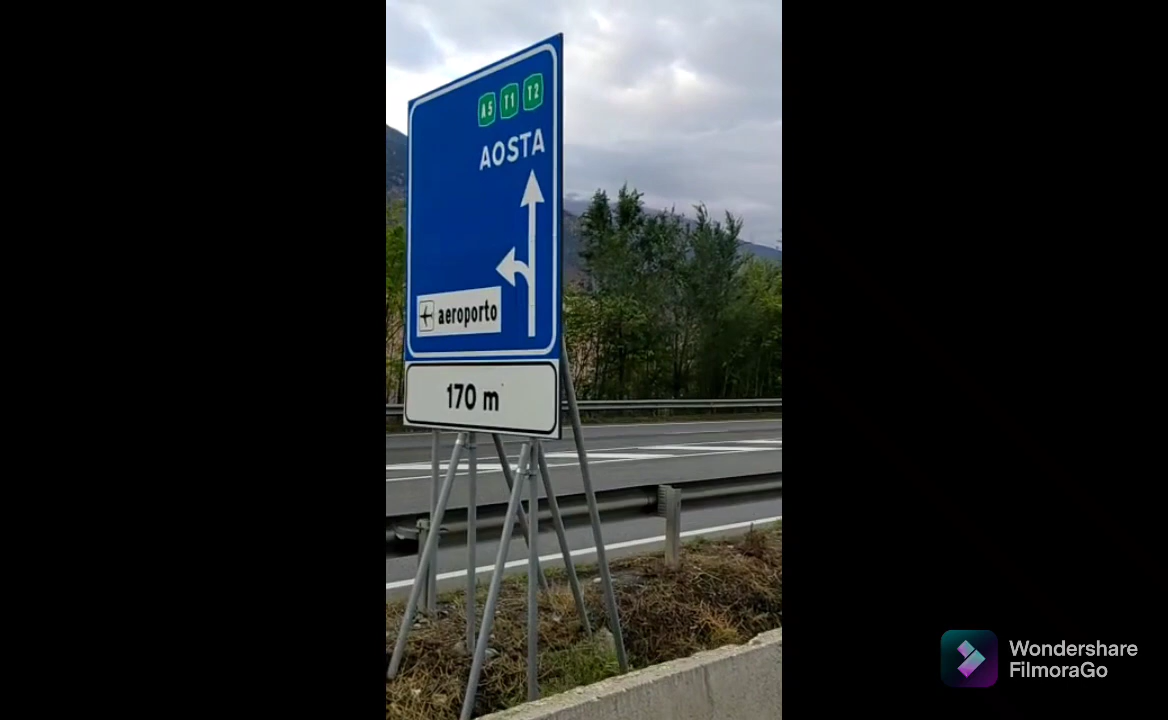 A5 T1 T2
AOSTA
aeroporto
170 m
Wondershare
FilmoraGo